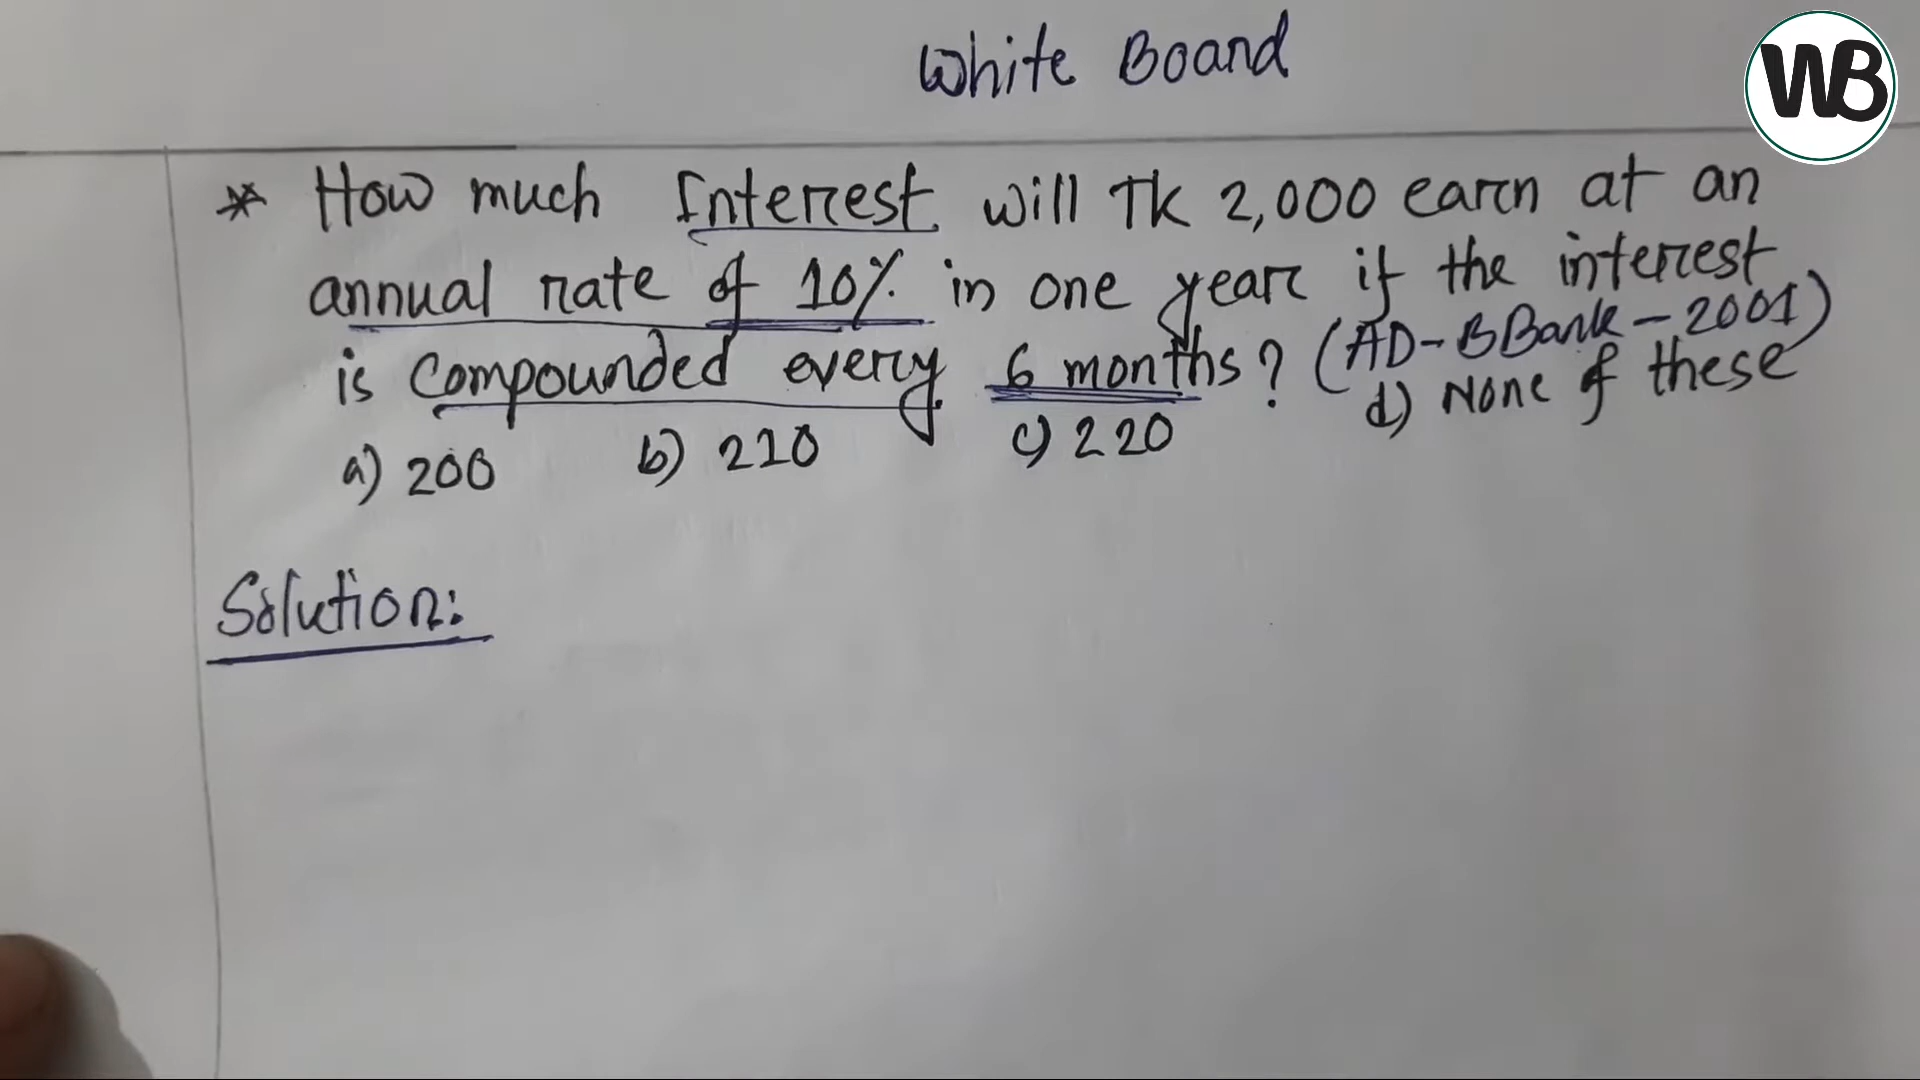 White Board
WB
* How much Interest will Tk 2,000 earn at an
annual rate of 10% in one year if the interest
is compounded every 6 months? (AD-BBank-2001)
a) 200 b) 210 c) 220 d) None of these
Solution: